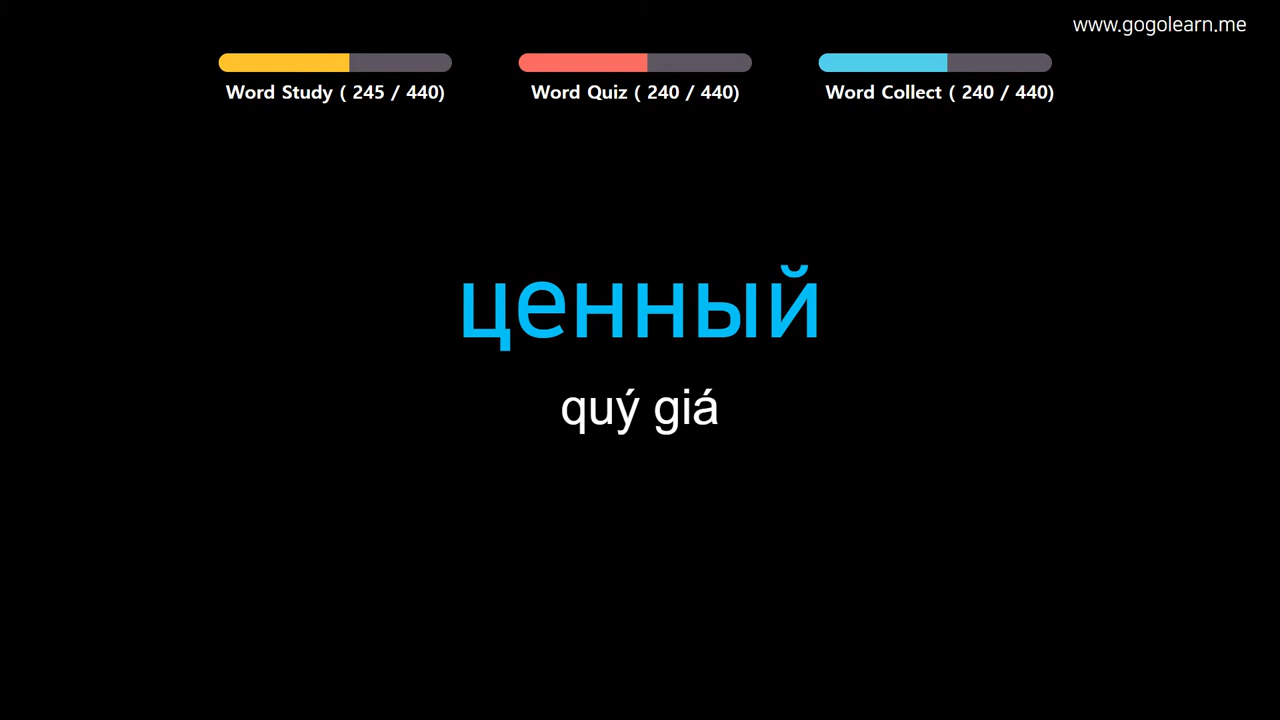 www.gogolearn.me
Word Study ( 245 / 440)
Word Quiz ( 240 / 440)
Word Collect ( 240 / 440)
ценный
quý giá